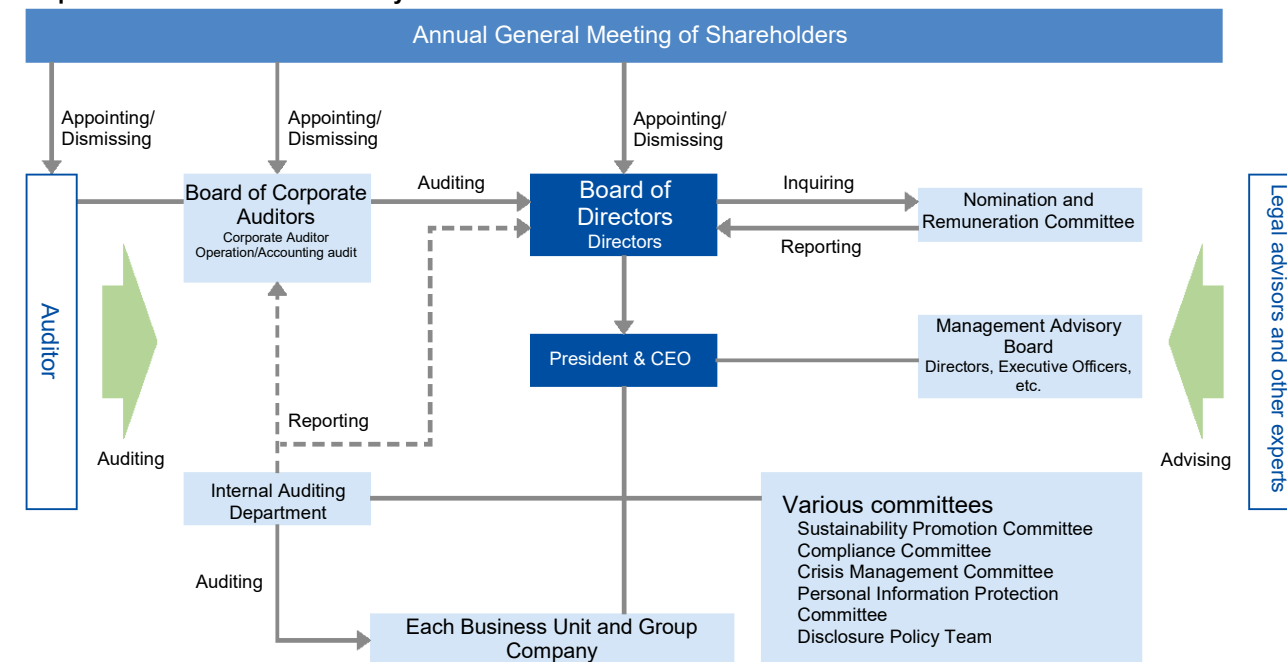 Annual General Meeting of Shareholders
Appointing/
Dismissing
Appointing/
Dismissing
Appointing/
Dismissing
Auditor
Board of Corporate
Auditors
Corporate Auditor
Operation/Accounting audit
Auditing
Board of
Directors
Directors
Inquiring
Reporting
Nomination and
Remuneration Committee
Legal advisors and other experts
President & CEO
Management Advisory
Board
Directors, Executive Officers,
etc.
Reporting
Auditing
Advising
Internal Auditing
Department
Various committees
Sustainability Promotion Committee
Compliance Committee
Crisis Management Committee
Personal Information Protection
Committee
Disclosure Policy Team
Auditing
Each Business Unit and Group
Company